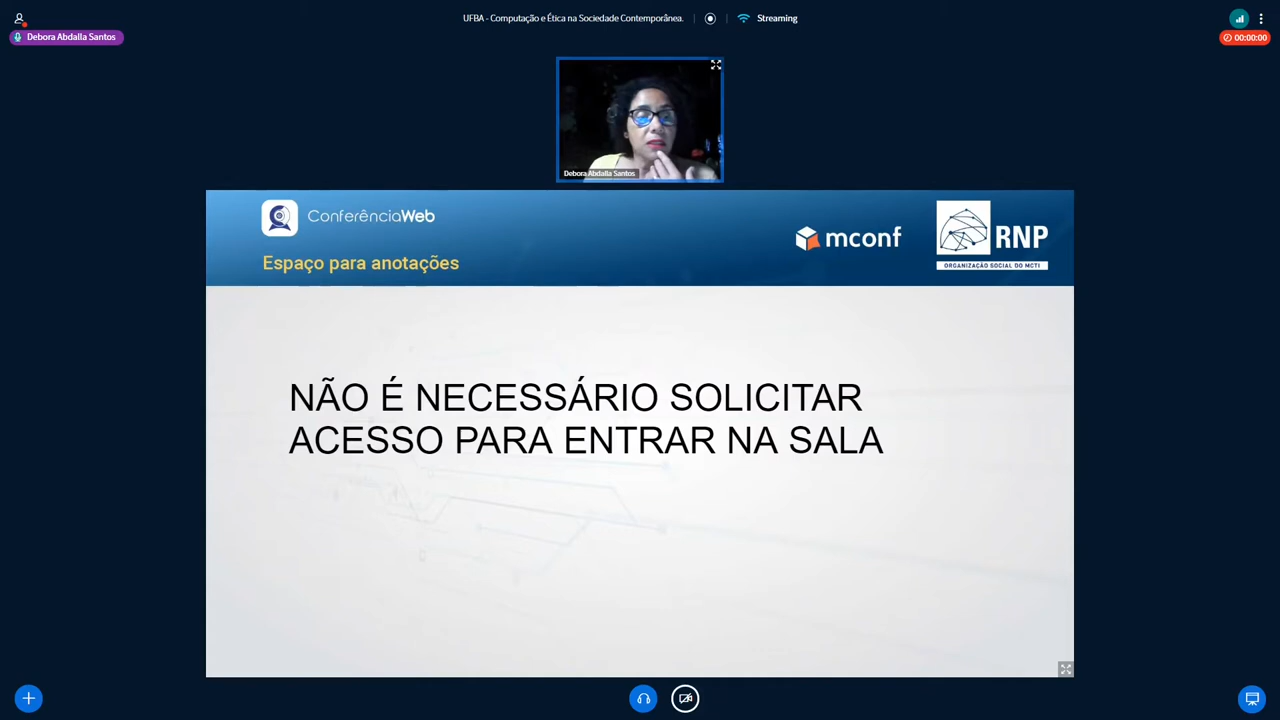 UFBA - Computação e Ética na Sociedade Contemporânea.
Streaming
Debora Abdalla Santos
00:00:00
Debora Abdalla Santos
ConferênciaWeb
mconf
RNP
ORGANIZAÇÃO SOCIAL DO MCTI
Espaço para anotações
NÃO É NECESSÁRIO SOLICITAR
ACESSO PARA ENTRAR NA SALA